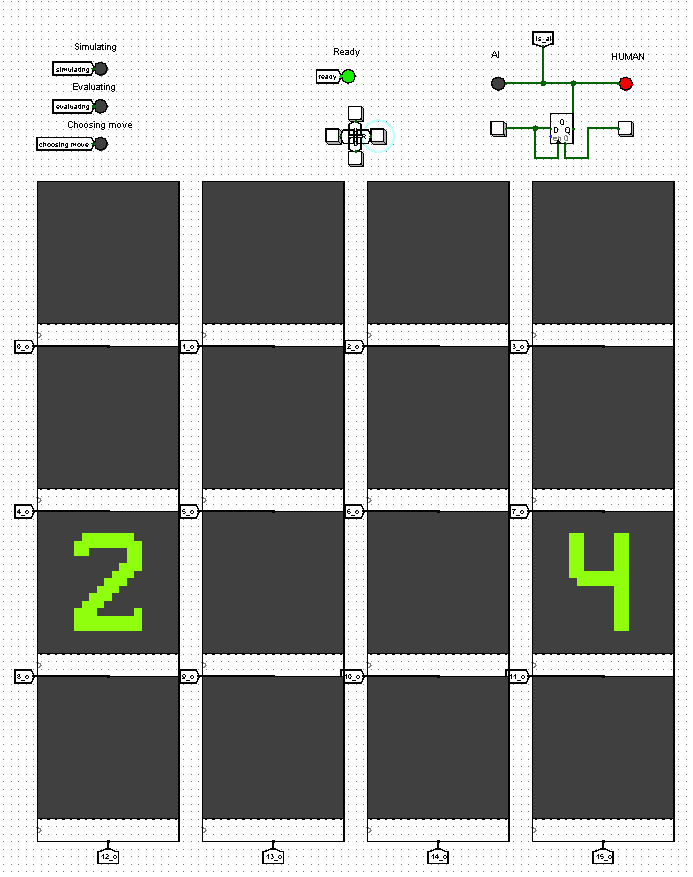 Simulating
simulating
Evaluating
evaluating
Choosing move
choosing move
Ready
ready
is_ai
AI
HUMAN
D Q
en Q
0_o 1_o 2_o 3_o
4_o 5_o 6_o 7_o
2 4
8_o 9_o 10_o 11_o
12_o 13_o 14_o 15_o